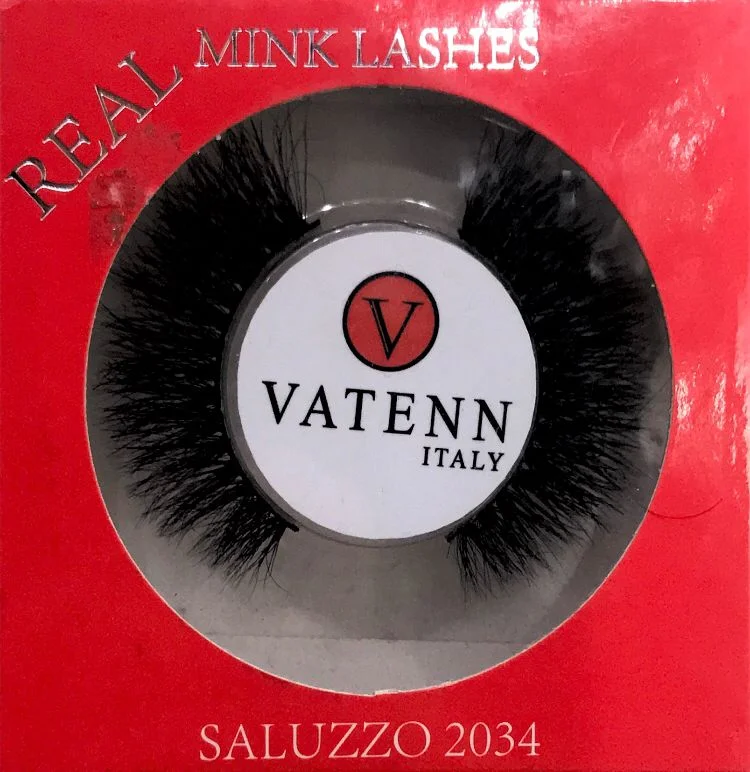 REAL MINK LASHES
V
VATENN
ITALY
SALUZZO 2034